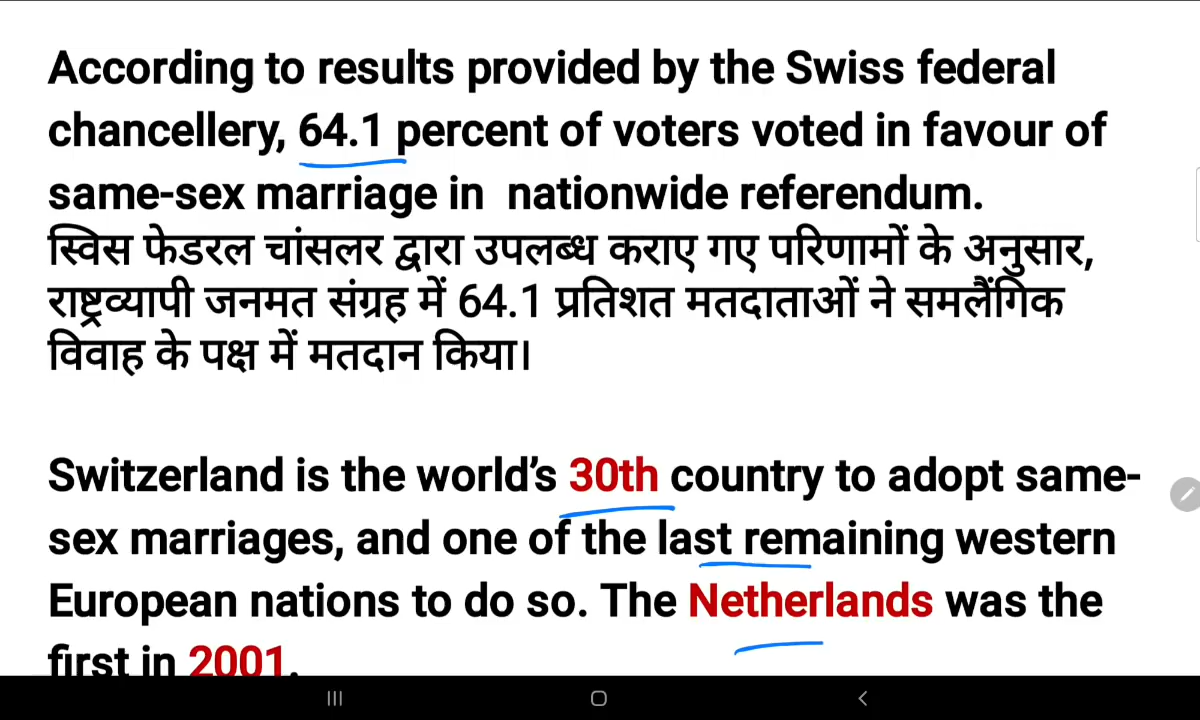 According to results provided by the Swiss federal
chancellery, 64.1 percent of voters voted in favour of
same-sex marriage in nationwide referendum.
स्विस फेडरल चांसलर द्वारा उपलब्ध कराए गए परिणामों के अनुसार,
राष्ट्रव्यापी जनमत संग्रह में 64.1 प्रतिशत मतदाताओं ने समलैंगिक
विवाह के पक्ष में मतदान किया।
Switzerland is the world’s 30th country to adopt same-
sex marriages, and one of the last remaining western
European nations to do so. The Netherlands was the
first in 2001.